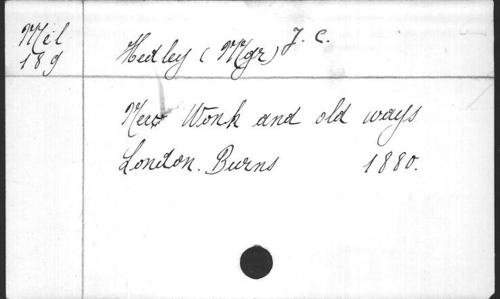 Mil
189
Hedley (Mgr) J. C.
New Work and old ways
London. Burns 1880.